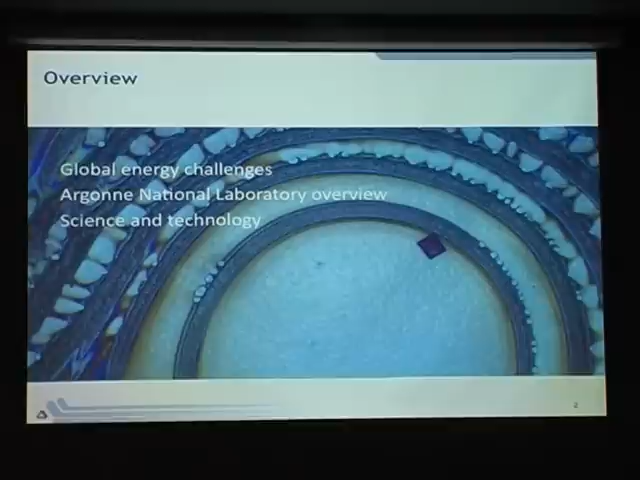 Overview
Global energy challenges
Argonne National Laboratory overview
Science and technology
2